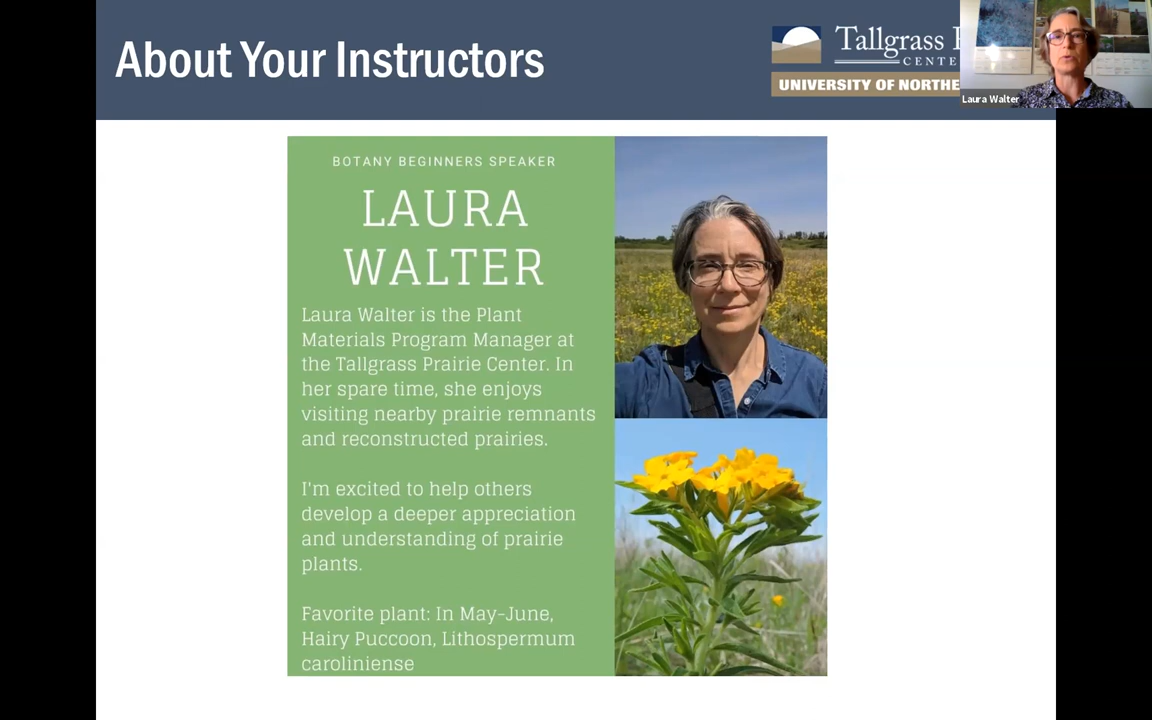 About Your Instructors
Tallgrass
CENTE
UNIVERSITY OF NORTHE
Laura Walter
BOTANY BEGINNERS SPEAKER
LAURA
WALTER
Laura Walter is the Plant
Materials Program Manager at
the Tallgrass Prairie Center. In
her spare time, she enjoys
visiting nearby prairie remnants
and reconstructed prairies.
I'm excited to help others
develop a deeper appreciation
and understanding of prairie
plants.
Favorite plant: In May-June,
Hairy Puccoon, Lithospermum
caroliniense